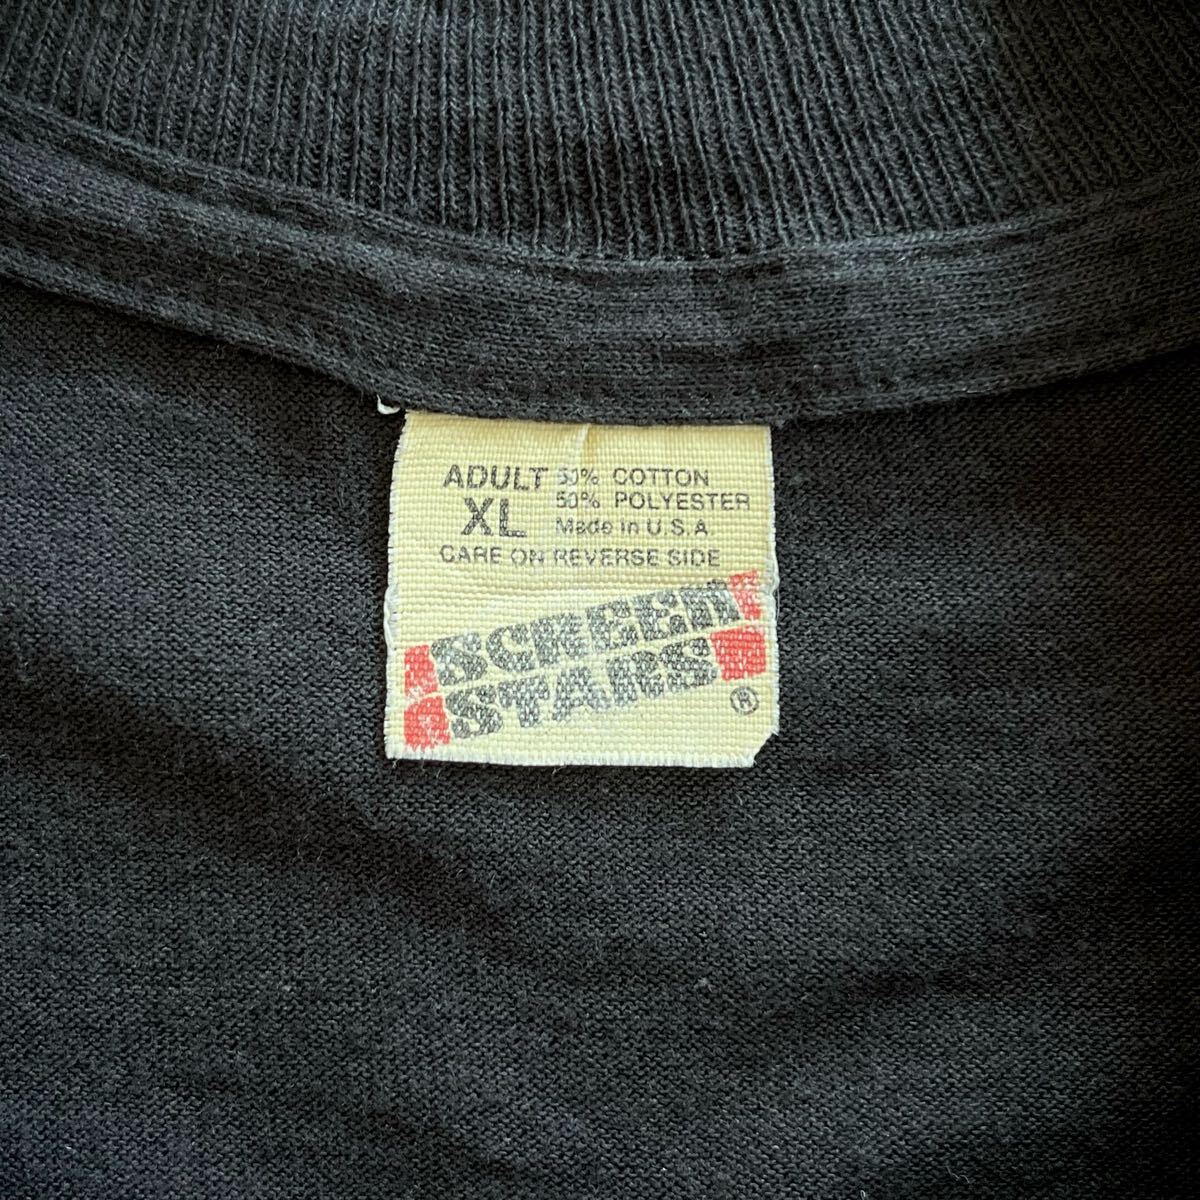 ADULT 50% COTTON
XL 50% POLYESTER
Made in U.S.A.
CARE ON REVERSE SIDE
SCREEN
STARS
®